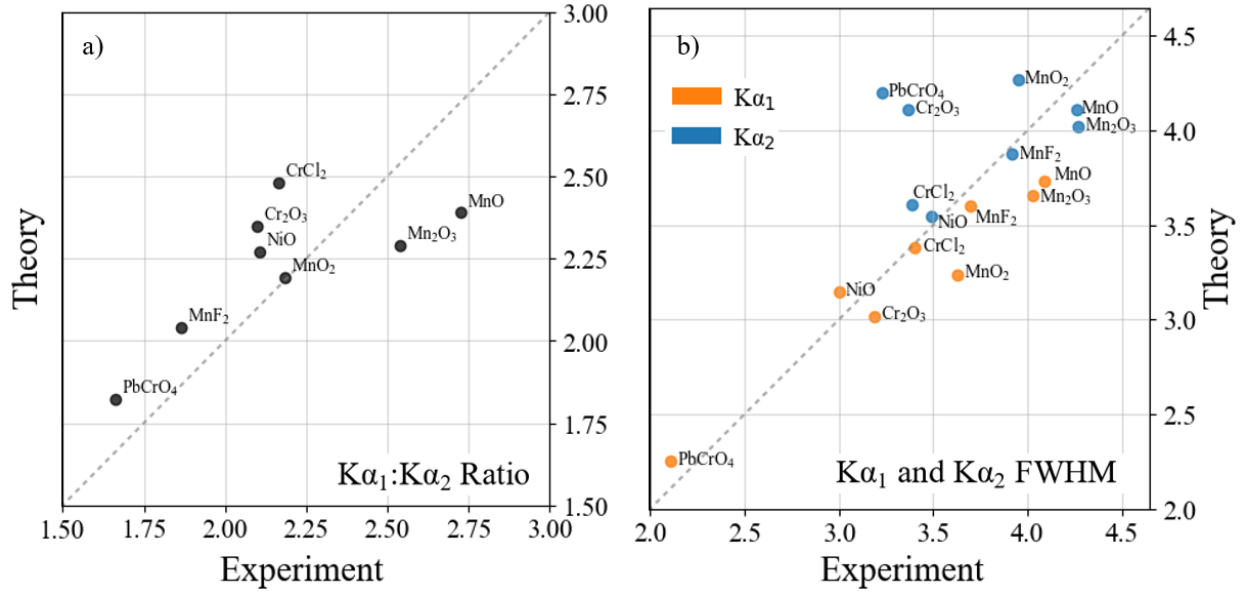 a)
3.00
2.75
2.50
2.25
2.00
1.75
1.50
Theory
CrCl₂
Cr₂O₃
NiO
MnO₂
MnO
Mn₂O₃
MnF₂
PbCrO₄
Kα₁:Kα₂ Ratio
1.50 1.75 2.00 2.25 2.50 2.75 3.00
Experiment
b)
Kα₁
Kα₂
4.5
4.0
3.5
3.0
2.5
2.0
Theory
MnO₂
PbCrO₄
Cr₂O₃
MnO
Mn₂O₃
MnF₂
MnO
Mn₂O₃
CrCl₂
NiO
MnF₂
CrCl₂
MnO₂
NiO
Cr₂O₃
PbCrO₄
Kα₁ and Kα₂ FWHM
2.0 2.5 3.0 3.5 4.0 4.5
Experiment